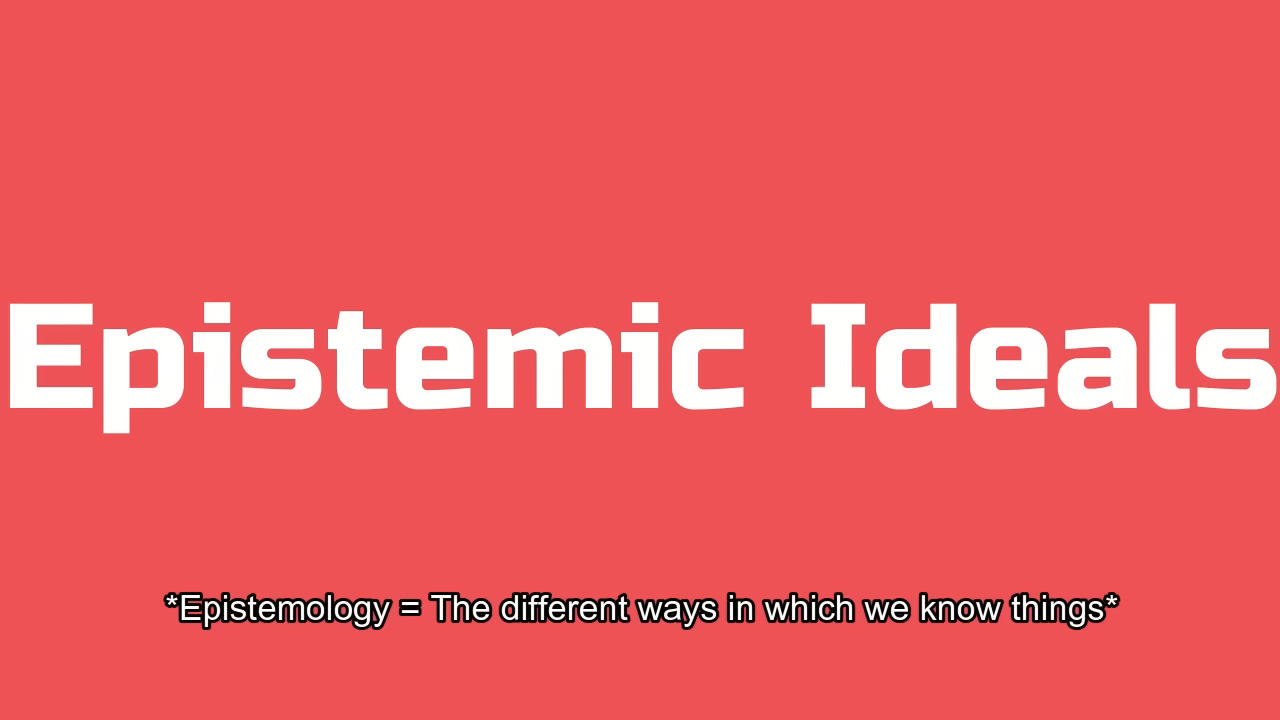 Epistemic Ideals
*Epistemology = The different ways in which we know things*